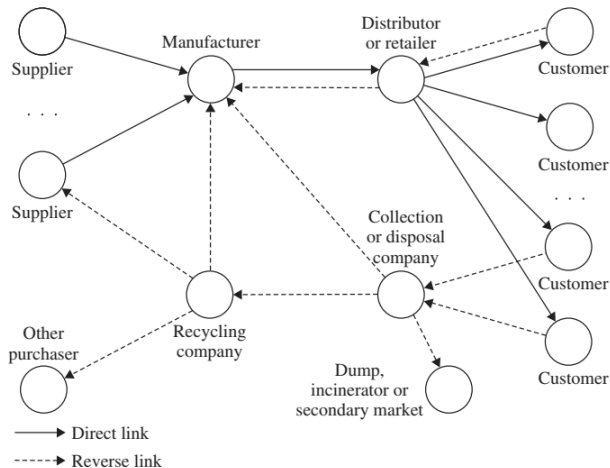 Distributor
or retailer
Manufacturer
Supplier
Customer
. . .
Customer
Supplier
. . .
Collection
or disposal
company
Customer
Other
purchaser
Recycling
company
Dump,
incinerator or
secondary market
Customer
Direct link
Reverse link